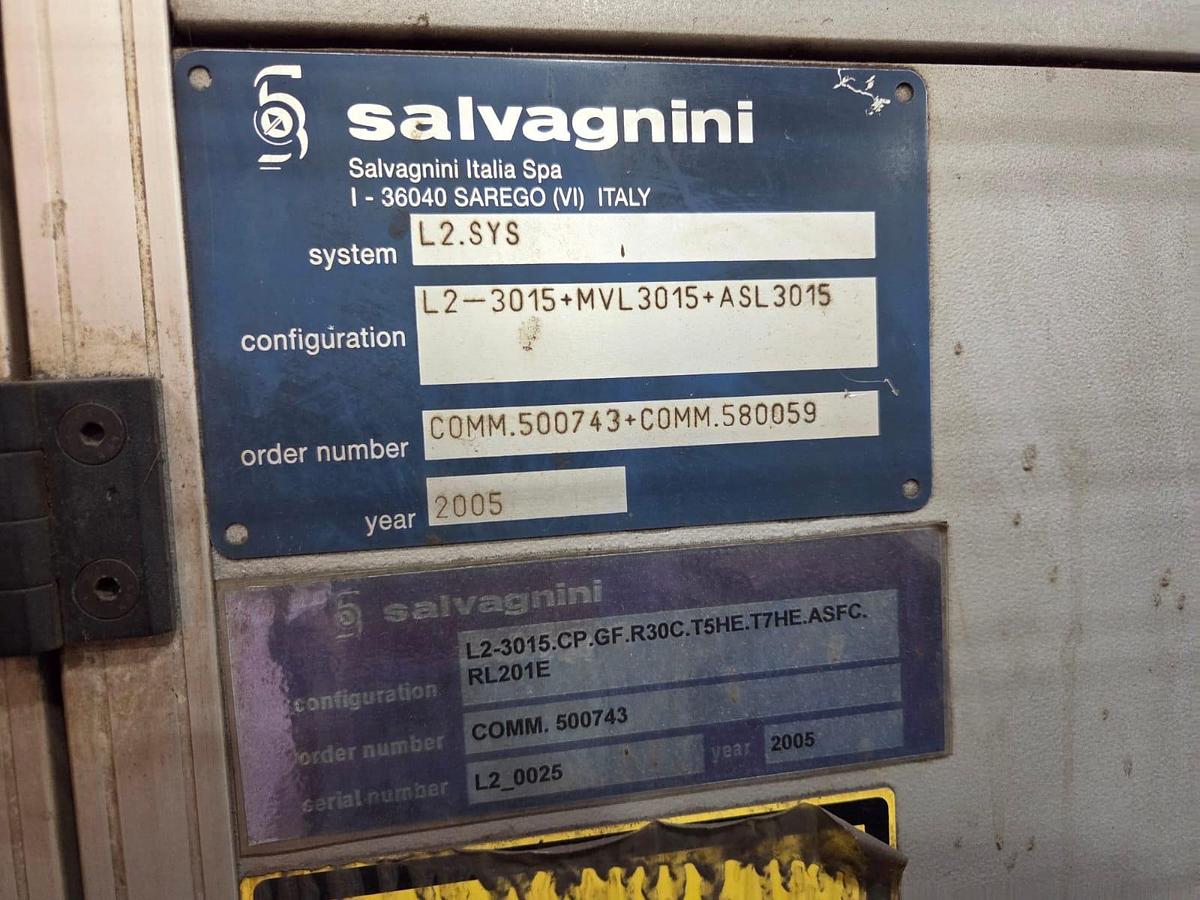 salvagnini
Salvagnini Italia Spa
I - 36040 SAREGO (VI) ITALY
system L2.SYS
configuration L2-3015+MVL3015+ASL3015
order number COMM.500743+COMM.580059
year 2005
salvagnini
configuration L2-3015.CP.GF.R30C.T5HE.T7HE.ASFC.
RL201E
order number COMM. 500743
serial number L2_0025 year 2005